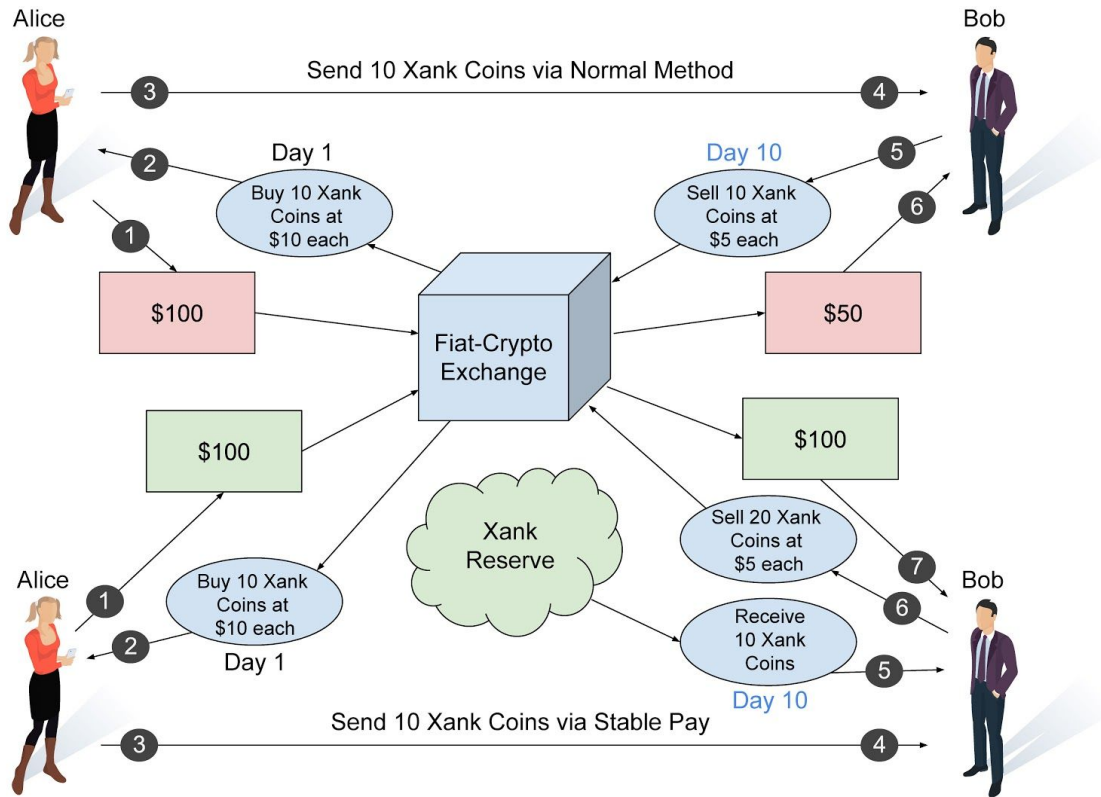 Alice
Bob
3
Send 10 Xank Coins via Normal Method
4
2
Day 1
Day 10
5
Buy 10 Xank
Coins at
$10 each
Sell 10 Xank
Coins at
$5 each
1
6
$100
Fiat-Crypto
Exchange
$50
$100
$100
Xank
Reserve
Sell 20 Xank
Coins at
$5 each
7
Alice
Bob
1
Buy 10 Xank
Coins at
$10 each
6
2
Day 1
Receive
10 Xank
Coins
5
Day 10
3
Send 10 Xank Coins via Stable Pay
4